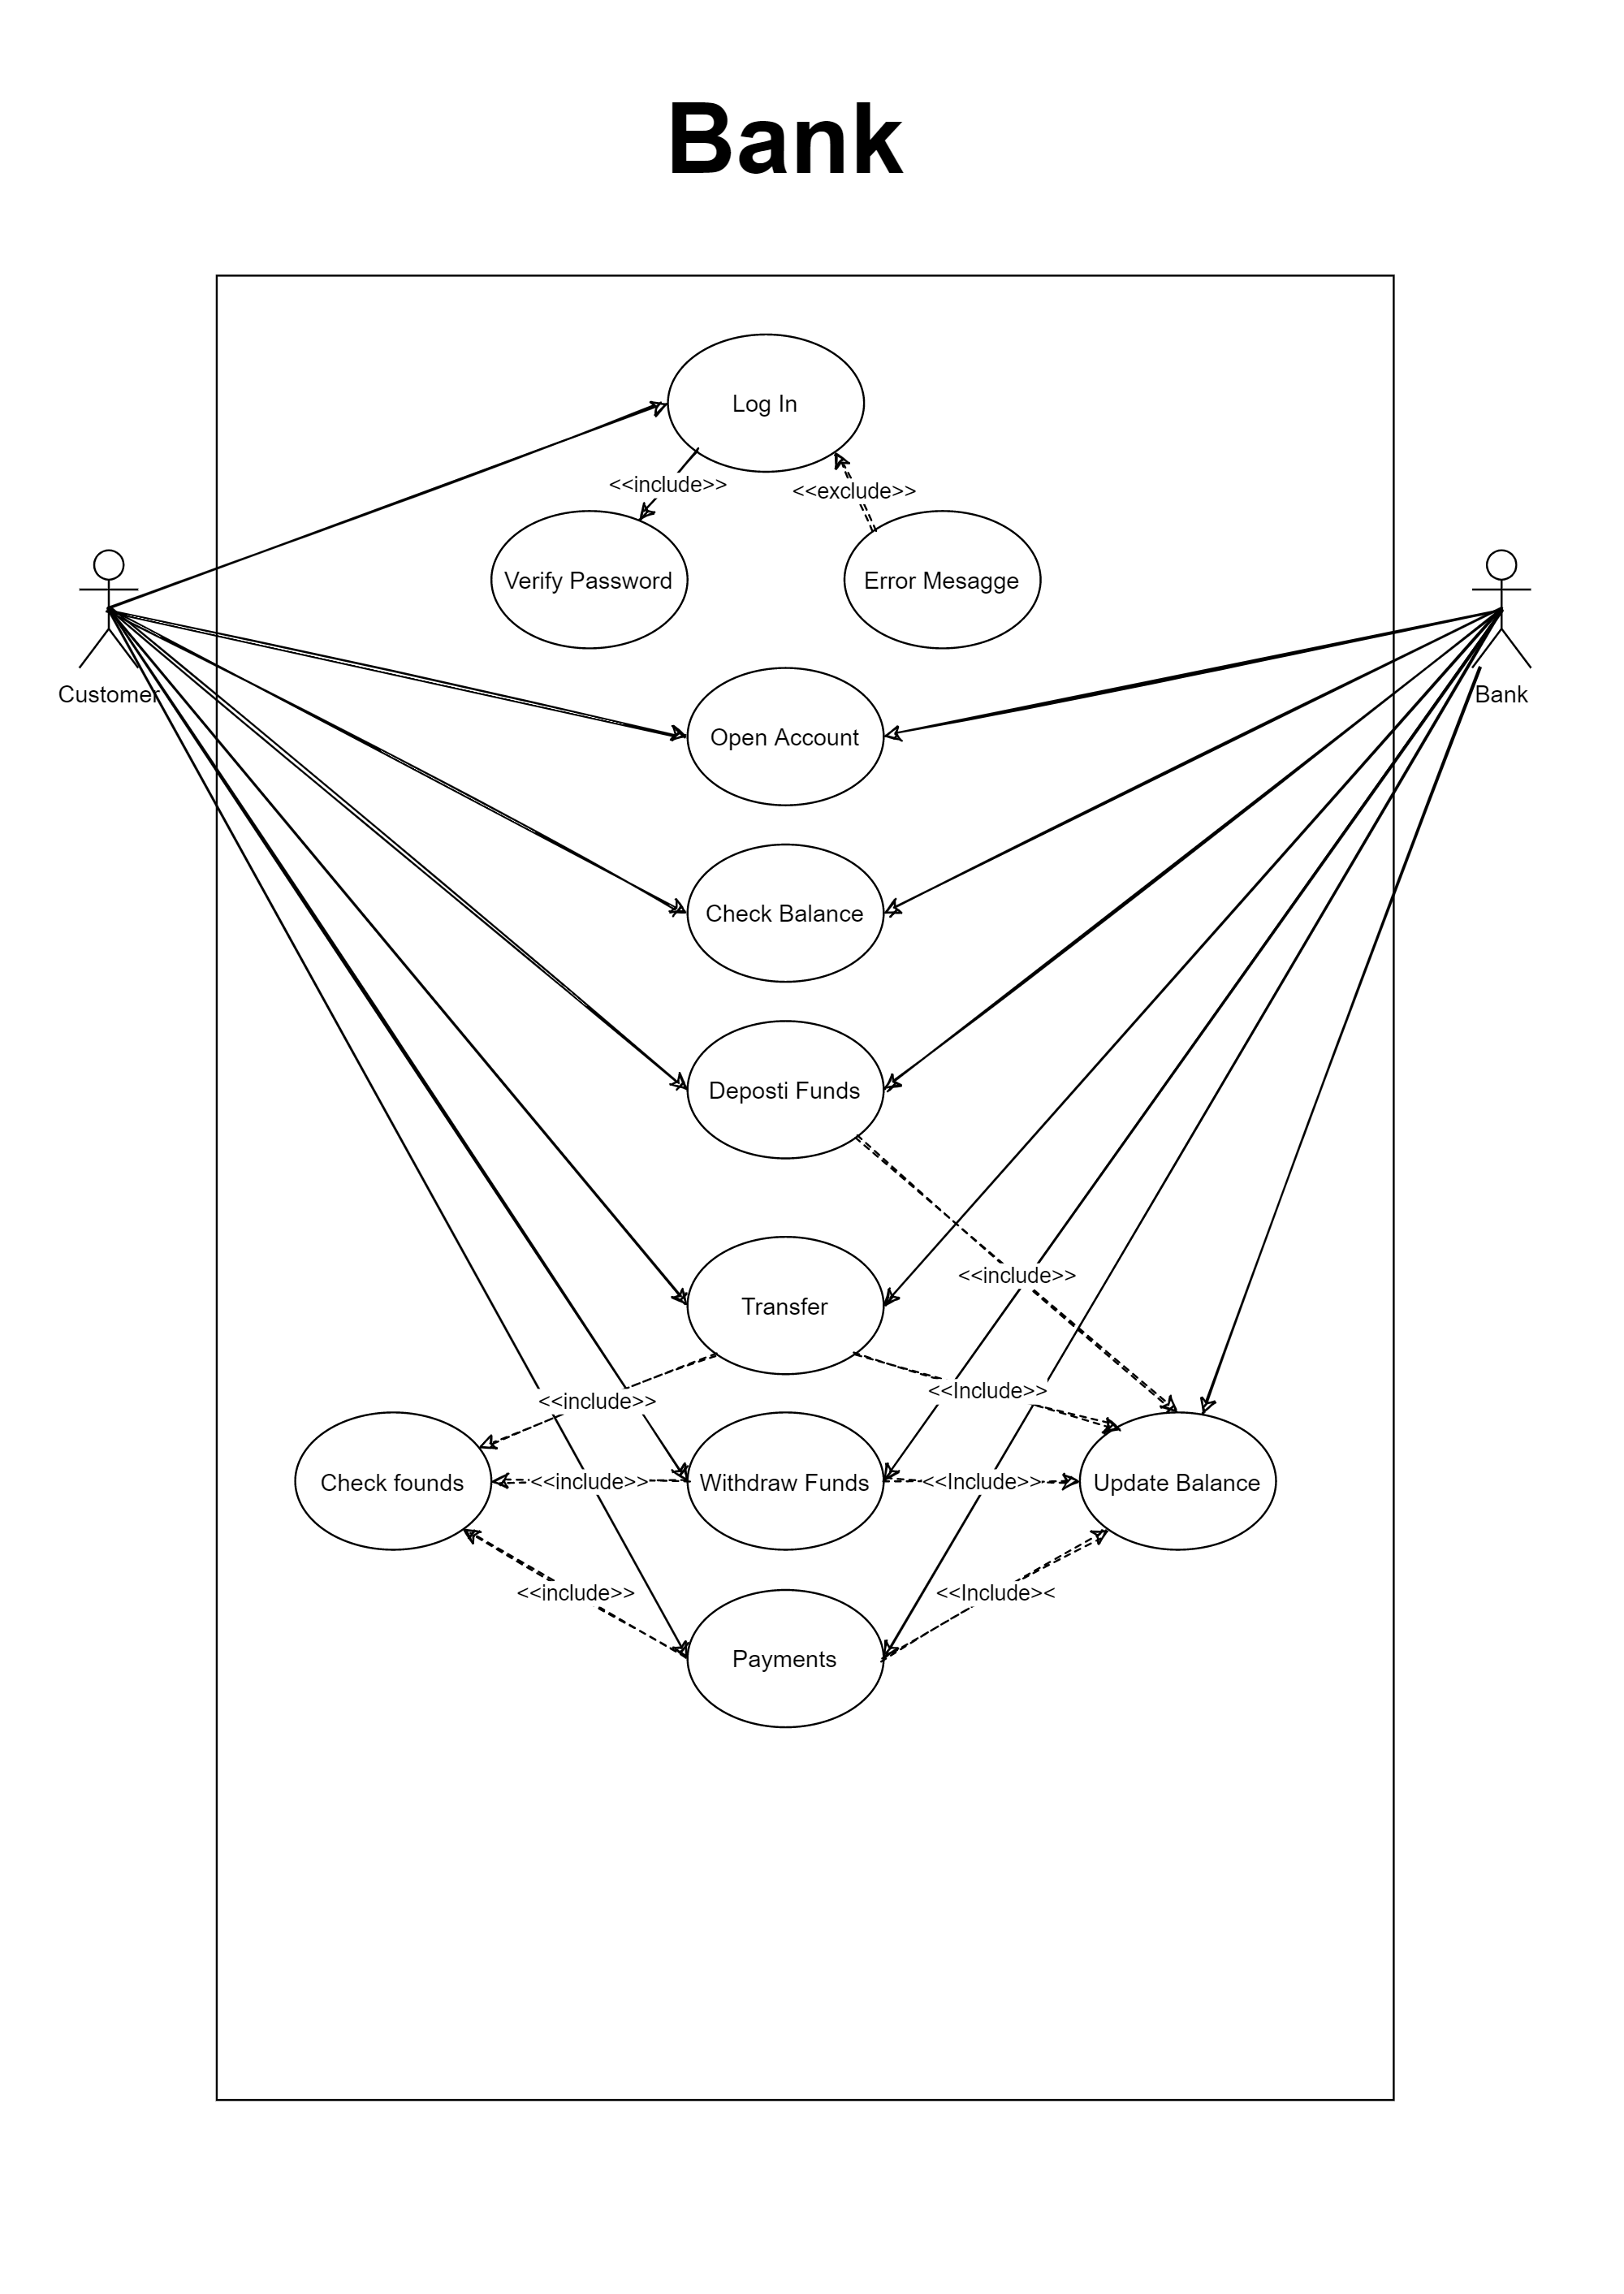 Bank
Log In
<<include>>
<<exclude>>
Verify Password
Error Mesagge
Customer
Bank
Open Account
Check Balance
Deposti Funds
<<include>>
Transfer
<<Include>>
<<include>>
Check founds
<<include>>
Withdraw Funds
<<Include>>
Update Balance
<<include>>
<<Include><
Payments